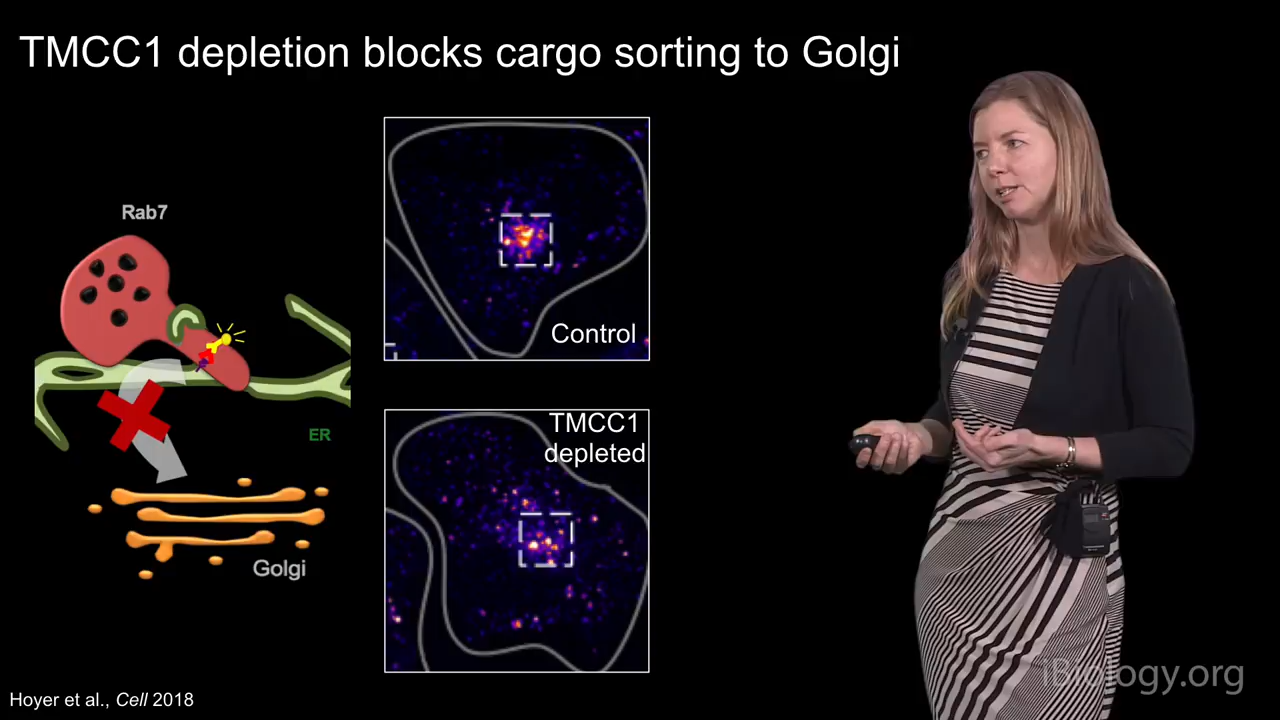 TMCC1 depletion blocks cargo sorting to Golgi
Rab7
ER
Golgi
Control
TMCC1
depleted
Hoyer et al., Cell 2018
iBiology.org